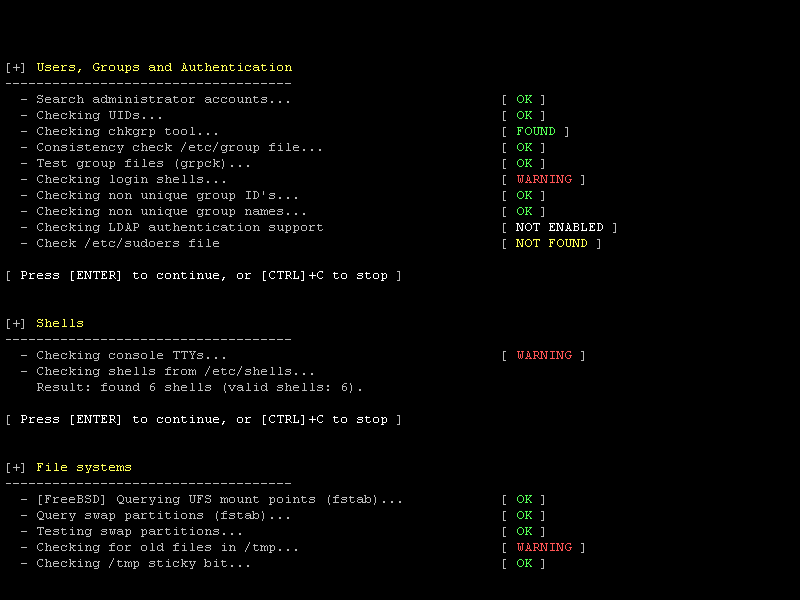 [+] Users, Groups and Authentication
------------------------------------
  - Search administrator accounts...                          [ OK ]
  - Checking UIDs...                                          [ OK ]
  - Checking chkgrp tool...                                   [ FOUND ]
  - Consistency check /etc/group file...                      [ OK ]
  - Test group files (grpck)...                               [ OK ]
  - Checking login shells...                                  [ WARNING ]
  - Checking non unique group ID's...                         [ OK ]
  - Checking non unique group names...                        [ OK ]
  - Checking LDAP authentication support                      [ NOT ENABLED ]
  - Check /etc/sudoers file                                   [ NOT FOUND ]
[ Press [ENTER] to continue, or [CTRL]+C to stop ]
[+] Shells
------------------------------------
  - Checking console TTYs...                                  [ WARNING ]
  - Checking shells from /etc/shells...
    Result: found 6 shells (valid shells: 6).
[ Press [ENTER] to continue, or [CTRL]+C to stop ]
[+] File systems
------------------------------------
  - [FreeBSD] Querying UFS mount points (fstab)...            [ OK ]
  - Query swap partitions (fstab)...                          [ OK ]
  - Testing swap partitions...                                [ OK ]
  - Checking for old files in /tmp...                         [ WARNING ]
  - Checking /tmp sticky bit...                               [ OK ]